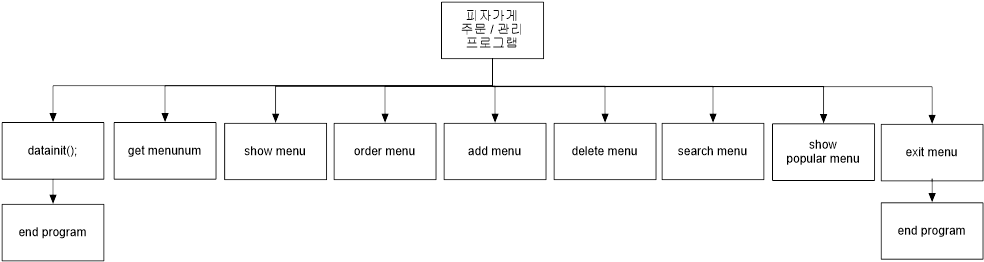 피자가게
주문 / 관리
프로그램
datainit();
get menunum
show menu
order menu
add menu
delete menu
search menu
show
popular menu
exit menu
end program
end program